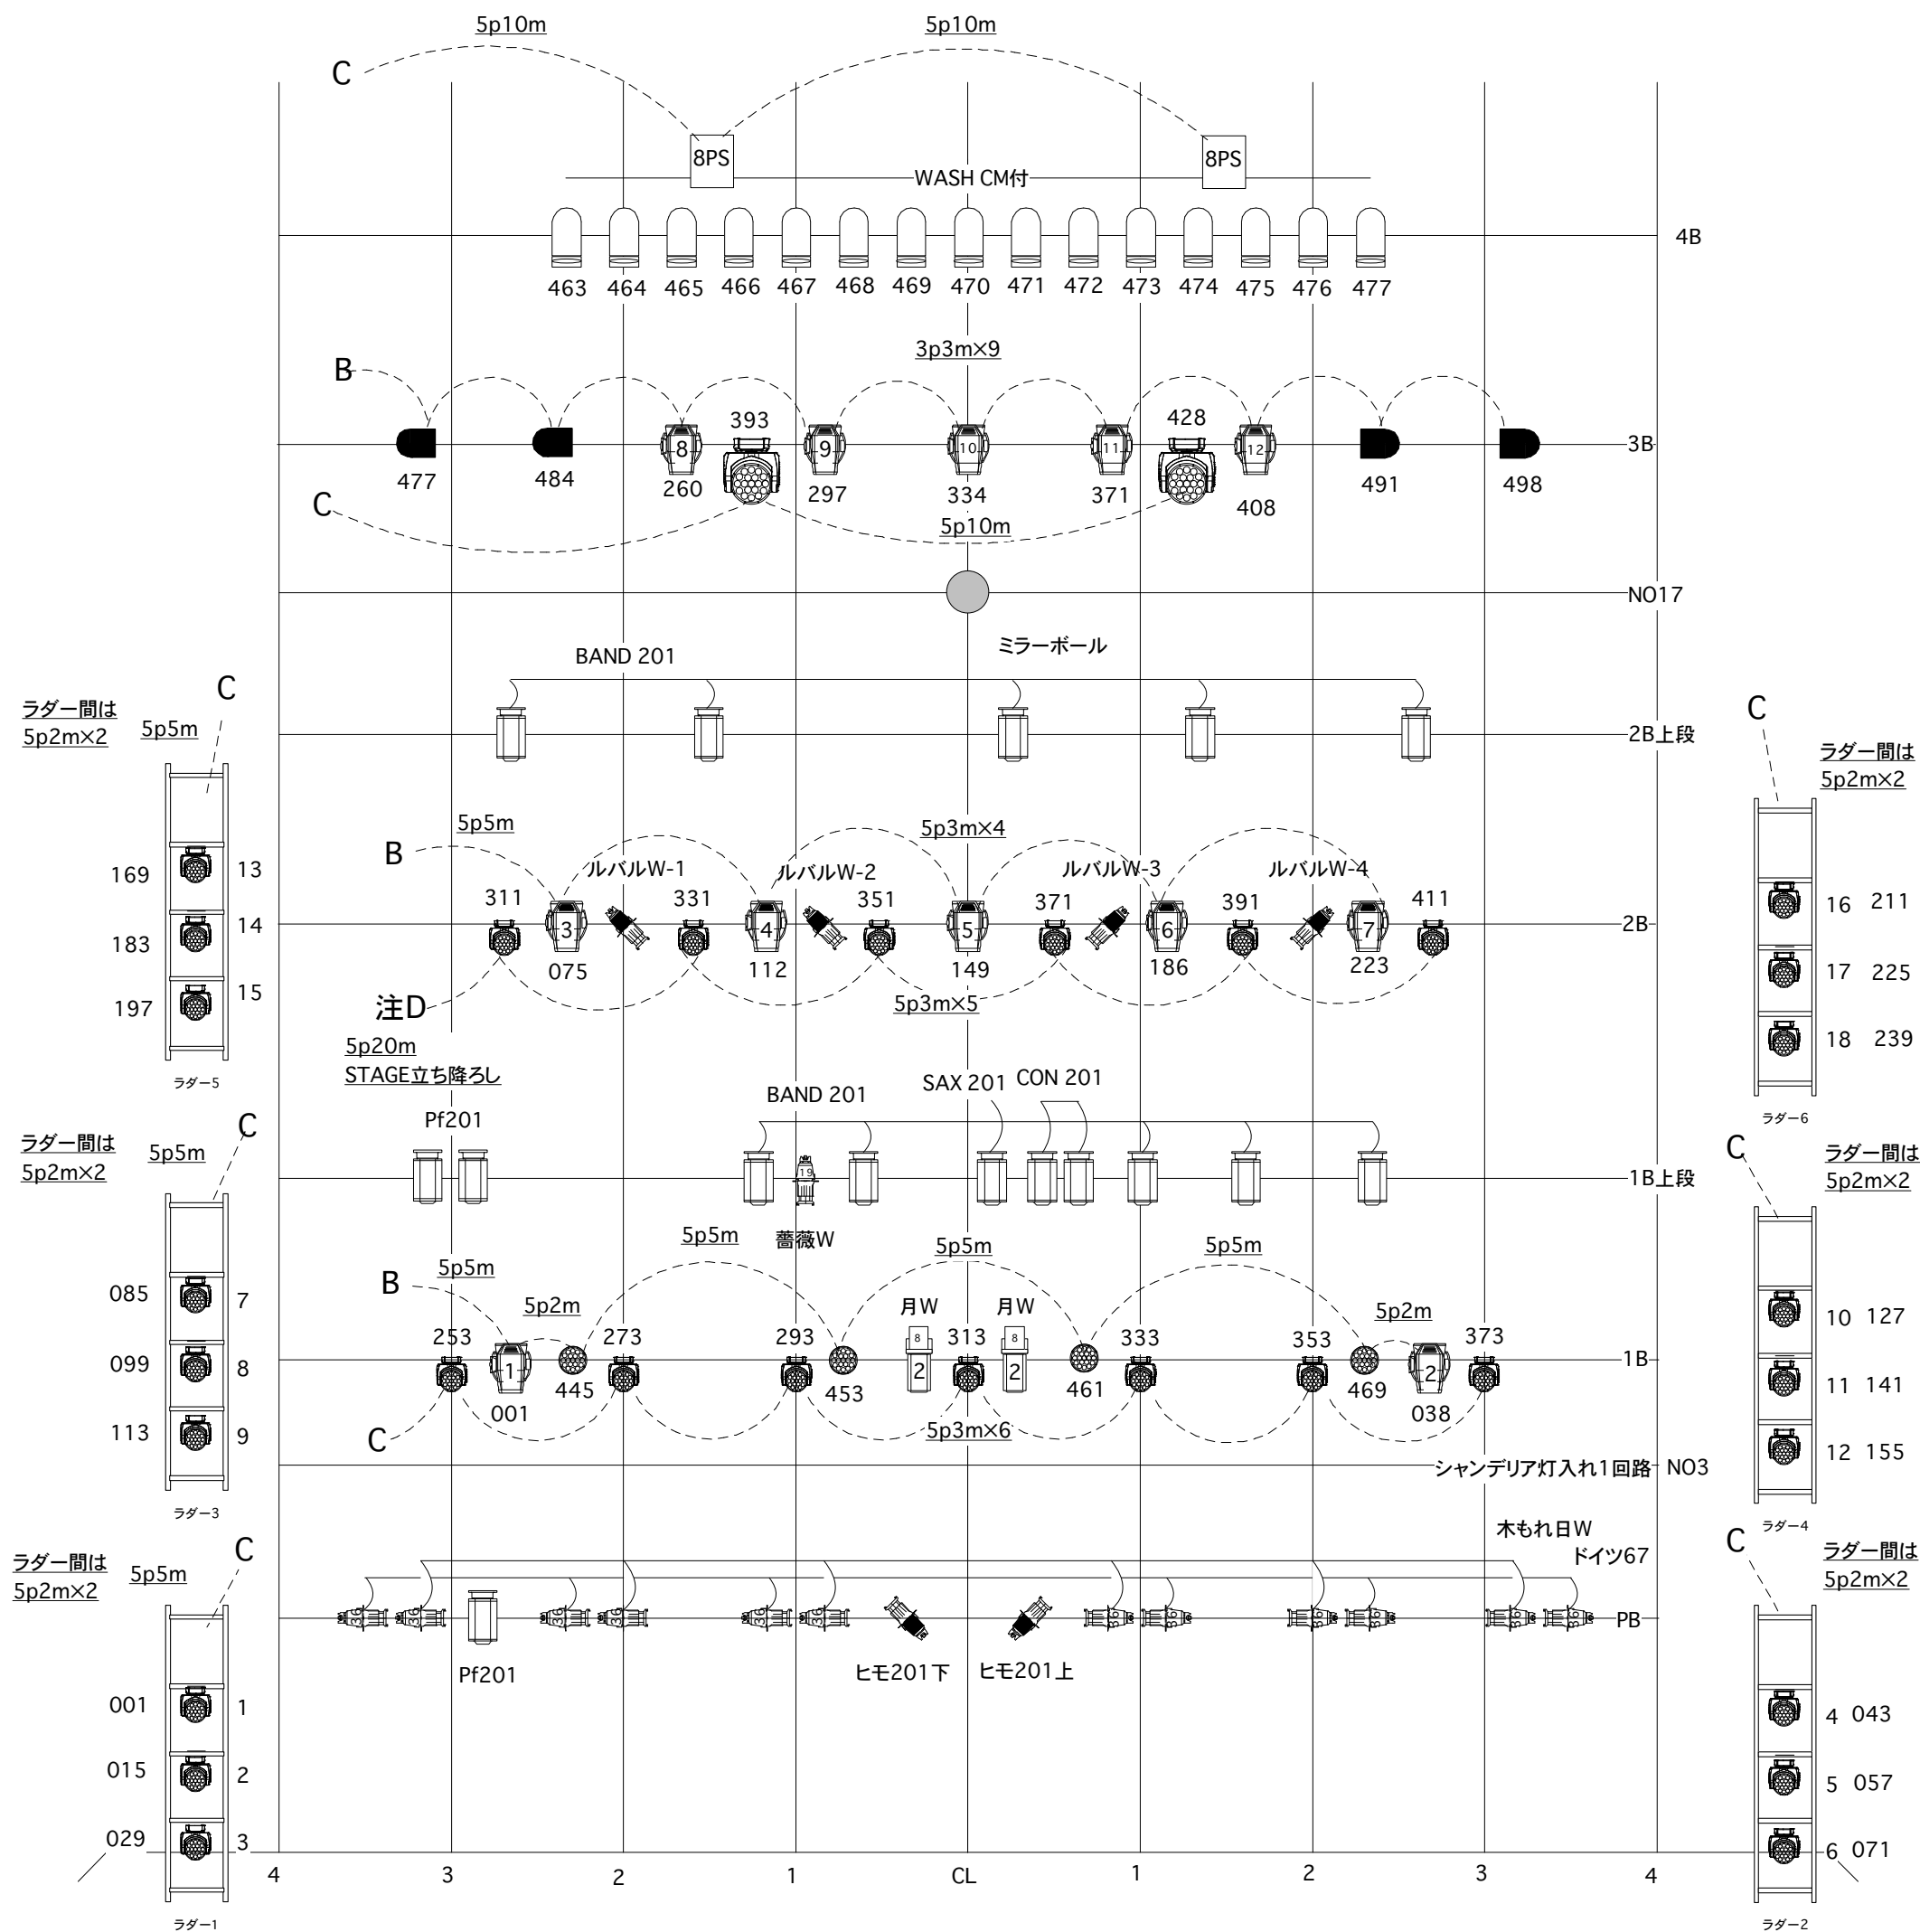 5p10m
5p10m
C
8PS
8PS
WASH CM付
4B
463
464
465
466
467
468
469
470
471
472
473
474
475
476
477
B
3p3m×9
393
428
8
9
10
11
12
3B
477
484
260
297
334
371
408
491
498
C
5p10m
NO17
ミラーボール
BAND 201
2B上段
C
ラダー間は
5p2m×2
5p5m
169
13
183
14
197
15
ラダー5
C
ラダー間は
5p2m×2
16
211
17
225
18
239
ラダー6
5p5m
5p3m×4
B
ルバルW-1
ルバルW-2
ルバルW-3
ルバルW-4
311
331
351
371
391
411
3
4
5
6
7
2B
075
112
149
186
223
注D
5p3m×5
5p20m
STAGE立ち降ろし
Pf201
BAND 201
SAX 201
CON 201
19
1B上段
薔薇W
C
ラダー間は
5p2m×2
5p5m
085
7
099
8
113
9
ラダー3
C
ラダー間は
5p2m×2
10
127
11
141
12
155
ラダー4
5p5m
5p5m
5p5m
B
5p5m
5p2m
月W
月W
5p2m
253
273
293
313
333
353
373
1
8
2
8
2
2
1B
445
453
461
469
001
038
C
5p3m×6
シャンデリア灯入れ1回路
NO3
木もれ日W
ドイツ67
36
36
36
36
36
36
36
36
36
36
36
36
PB
Pf201
ヒモ201下
ヒモ201上
C
ラダー間は
5p2m×2
5p5m
001
1
015
2
029
3
ラダー1
C
ラダー間は
5p2m×2
4
043
5
057
6
071
ラダー2
4
3
2
1
CL
1
2
3
4